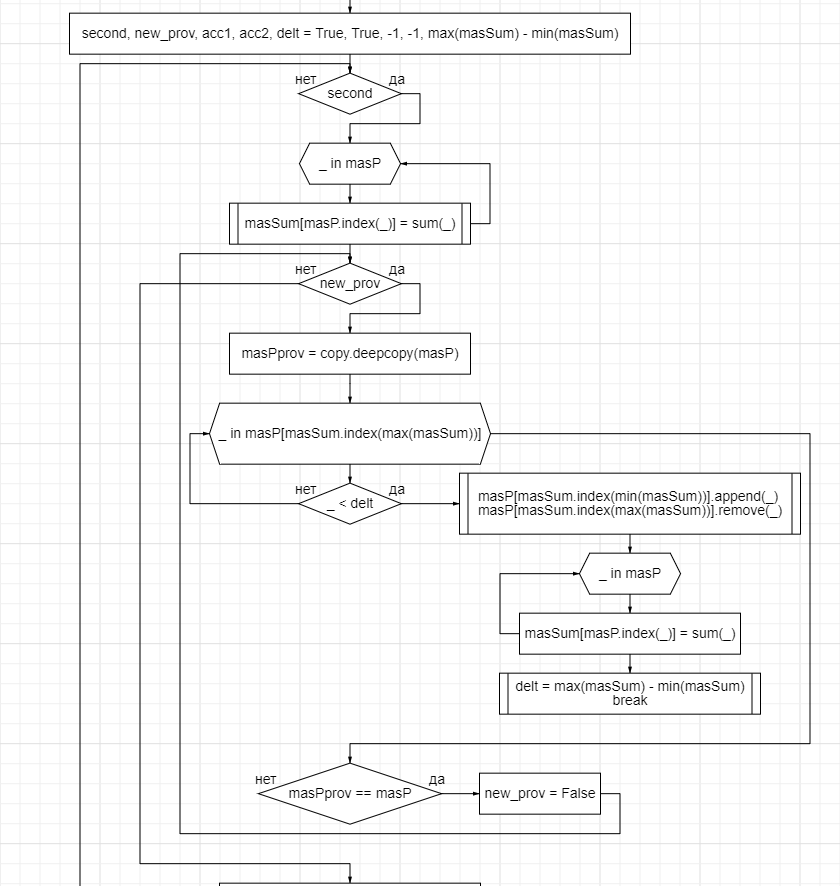 second, new_prov, acc1, acc2, delt = True, True, -1, -1, max(masSum) - min(masSum)
нет
да
second
_ in masP
masSum[masP.index(_)] = sum(_)
нет
да
new_prov
masPprov = copy.deepcopy(masP)
_ in masP[masSum.index(max(masSum))]
нет
да
_ < delt
masP[masSum.index(min(masSum))].append(_)
masP[masSum.index(max(masSum))].remove(_)
_ in masP
masSum[masP.index(_)] = sum(_)
delt = max(masSum) - min(masSum)
break
нет
да
masPprov == masP
new_prov = False